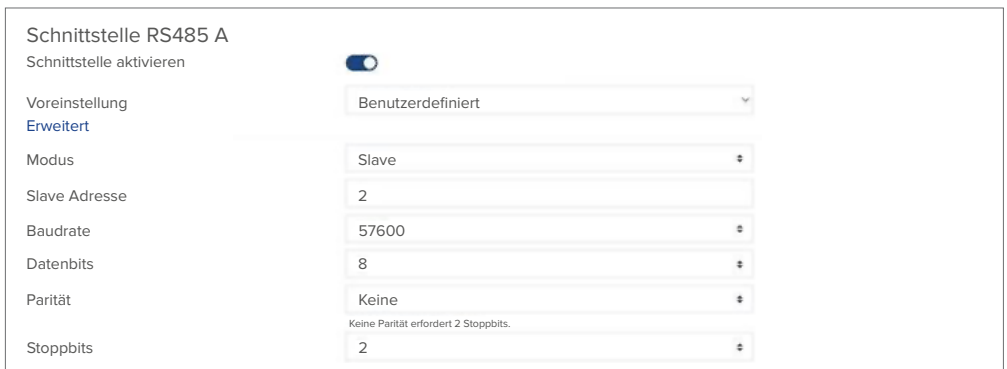 Schnittstelle RS485 A
Schnittstelle aktivieren
Voreinstellung Benutzerdefiniert
Erweitert
Modus Slave
Slave Adresse 2
Baudrate 57600
Datenbits 8
Parität Keine
Keine Parität erfordert 2 Stoppbits.
Stoppbits 2